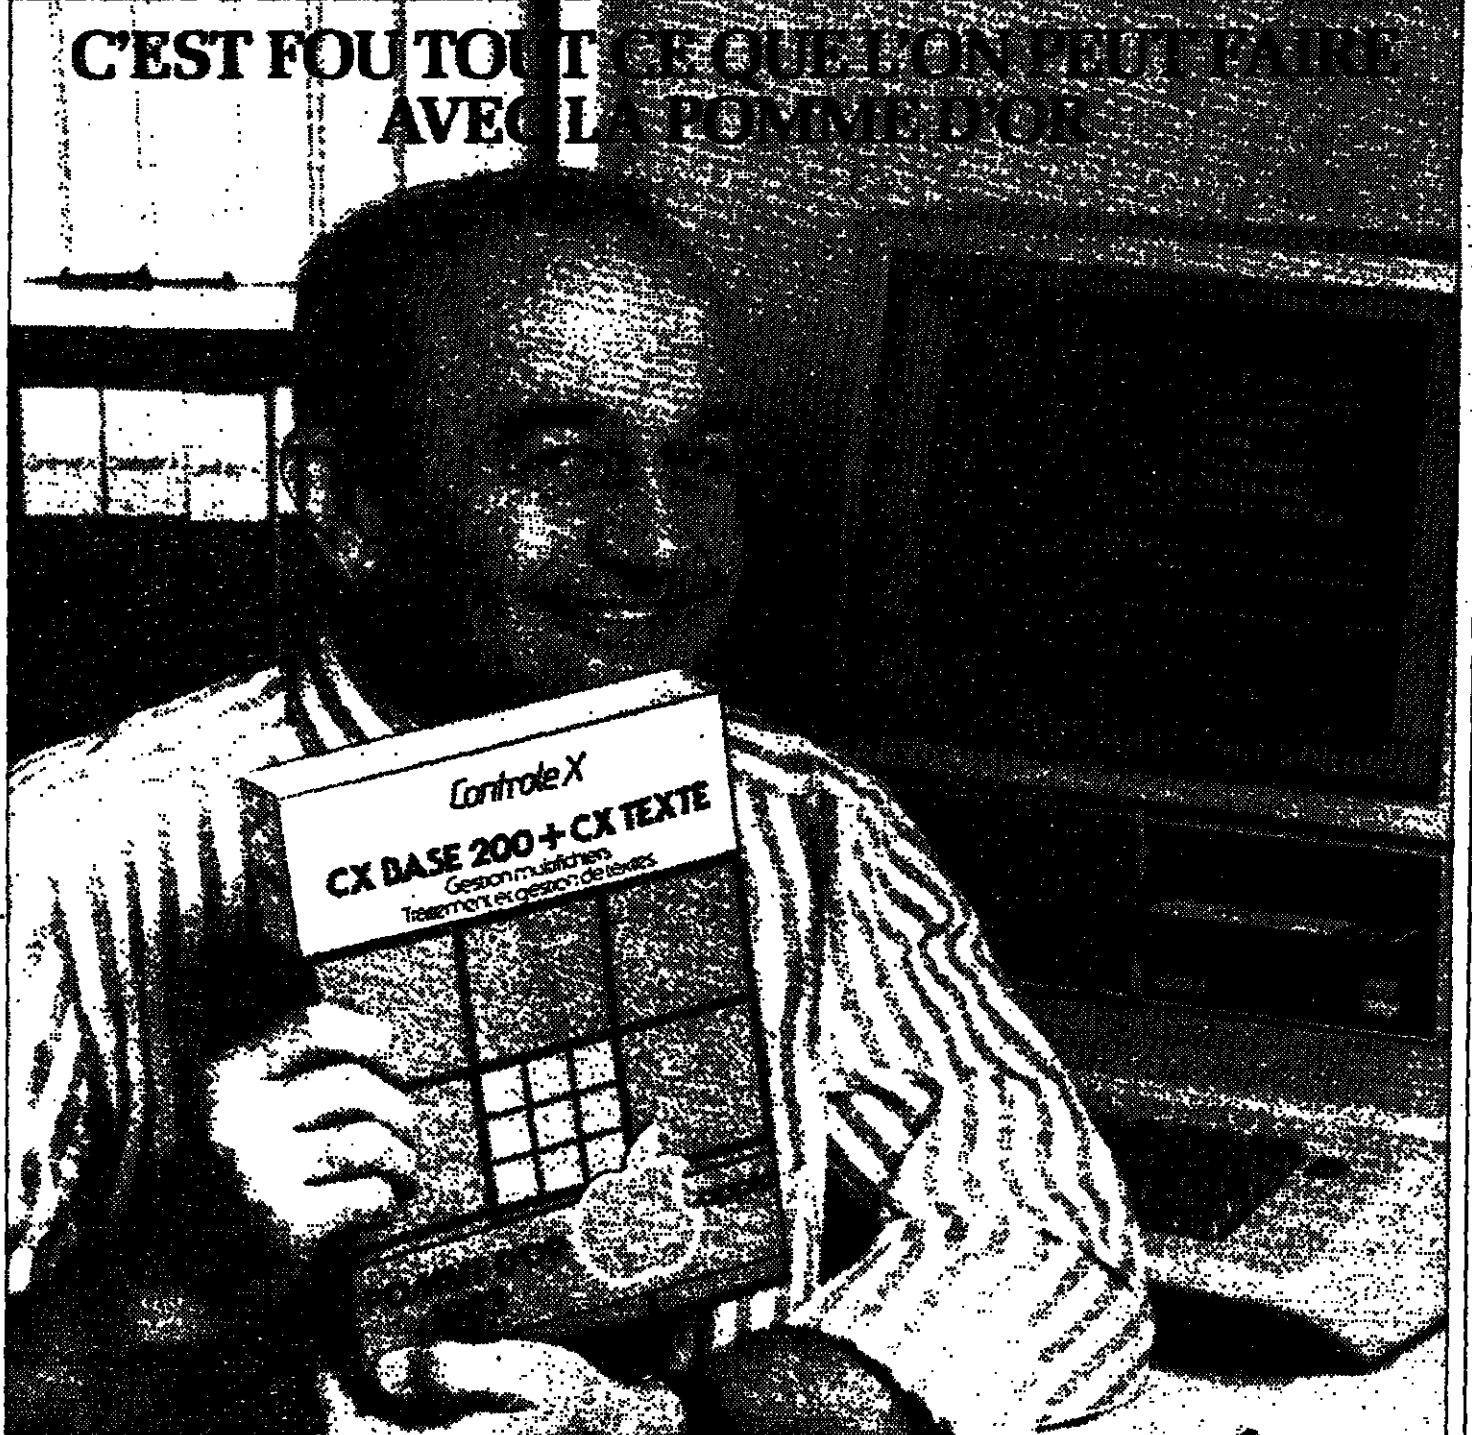 C'EST FOU TOUT CE QUE L'ON PEUT FAIRE
AVEC LA POMME D'OR
Controle X
CX BASE 200 + CX TEXTE
Gestion multifichiers
Traitement et gestion de textes